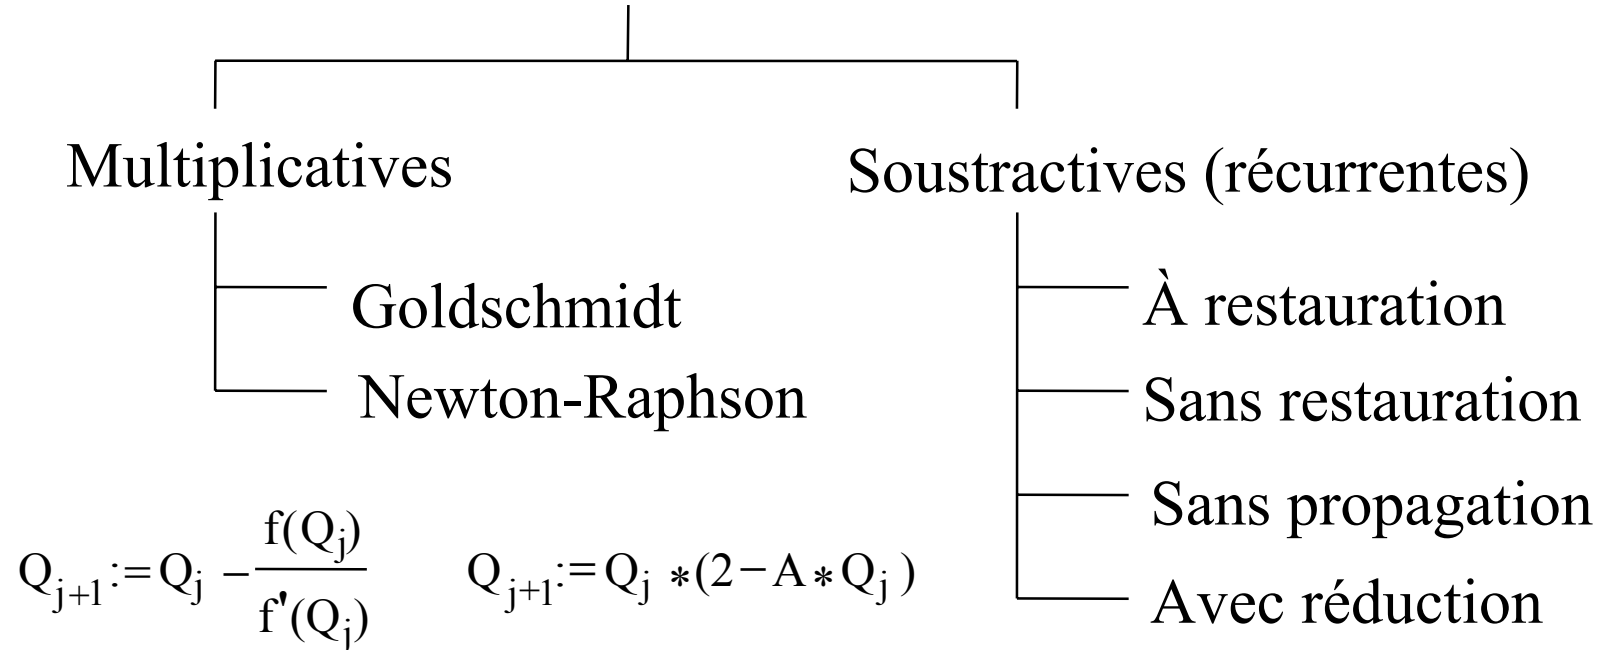 Multiplicatives
Goldschmidt
Newton-Raphson
Soustractives (récurrentes)
À restauration
Sans restauration
Sans propagation
Avec réduction
Q_{j+1} := Q_j − f(Q_j) / f'(Q_j)
Q_{j+1} := Q_j * (2 − A * Q_j)